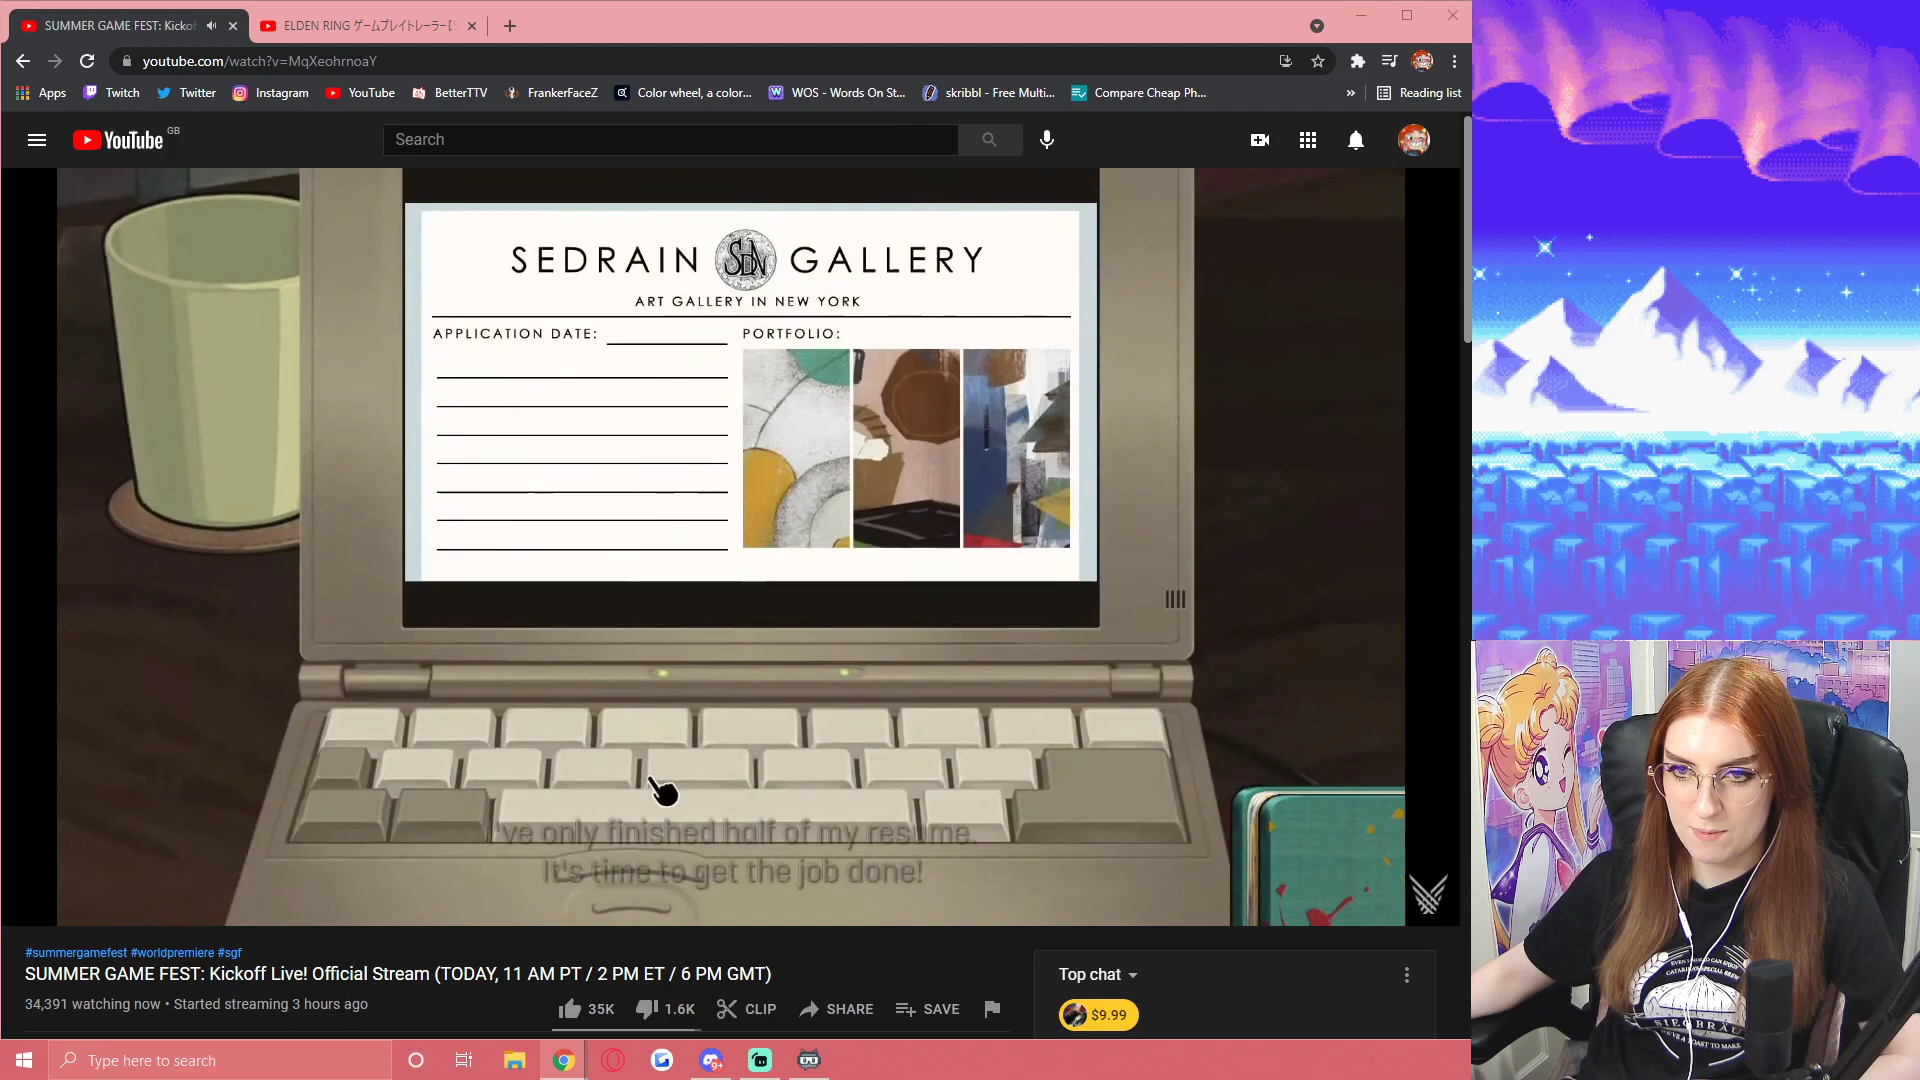 SUMMER GAME FEST: Kickof
ELDEN RING ゲームプレイトレーラー【S
youtube.com/watch?v=MqXeohrnoaY
Apps
Twitch
Twitter
Instagram
YouTube
BetterTTV
FrankerFaceZ
Color wheel, a color...
WOS - Words On St...
skribbl - Free Multi...
Compare Cheap Ph...
»
Reading list
YouTube GB
Search
SEDRAIN GALLERY
ART GALLERY IN NEW YORK
APPLICATION DATE:
PORTFOLIO:
I've only finished half of my resume.
It's time to get the job done!
#summergamefest #worldpremiere #sgf
SUMMER GAME FEST: Kickoff Live! Official Stream (TODAY, 11 AM PT / 2 PM ET / 6 PM GMT)
34,391 watching now • Started streaming 3 hours ago
35K
1.6K
CLIP
SHARE
SAVE
Top chat
$9.99
Type here to search
9+
SIEGBRÄU